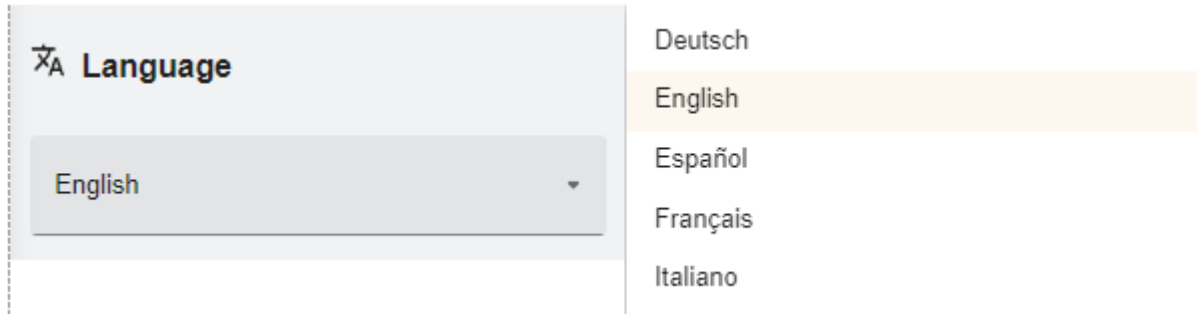 Language
English
Deutsch
English
Español
Français
Italiano